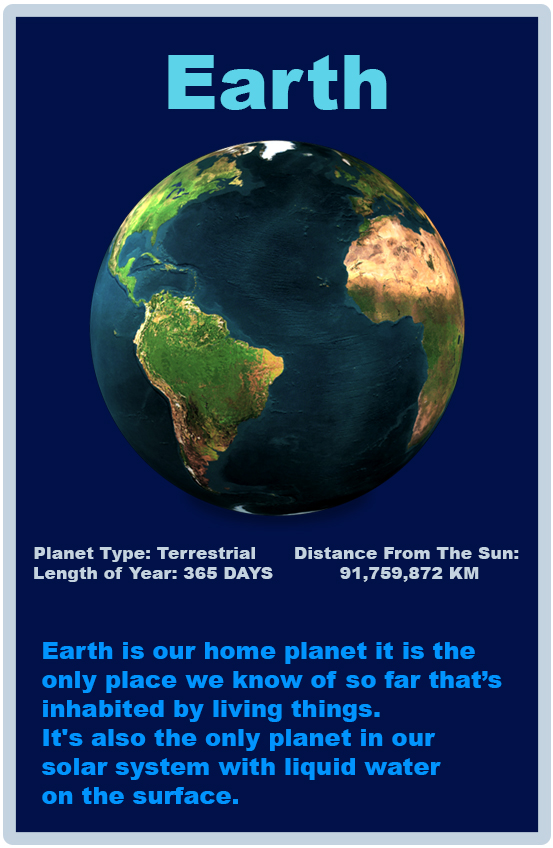 Earth
Planet Type: Terrestrial
Length of Year: 365 DAYS
Distance From The Sun:
91,759,872 KM
Earth is our home planet it is the
only place we know of so far that’s
inhabited by living things.
It's also the only planet in our
solar system with liquid water
on the surface.